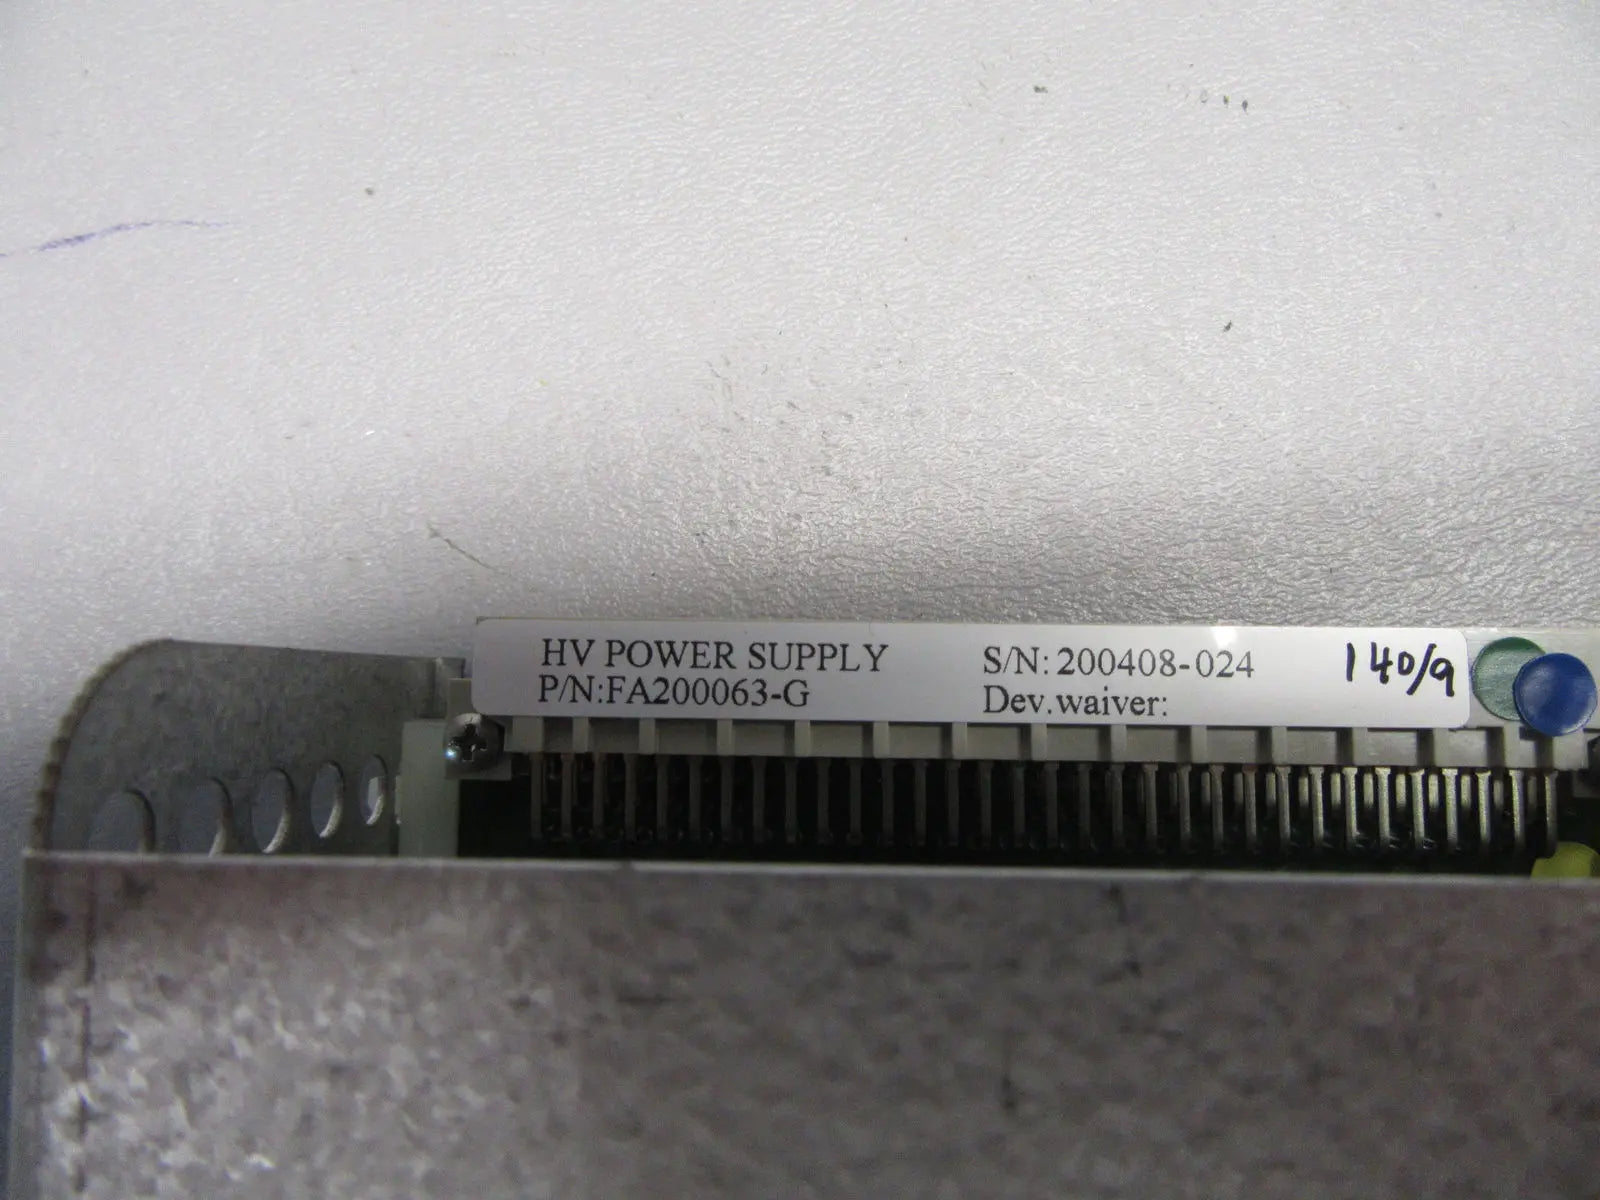 HV POWER SUPPLY S/N: 200408-024 140/9
P/N:FA200063-G Dev.waiver: